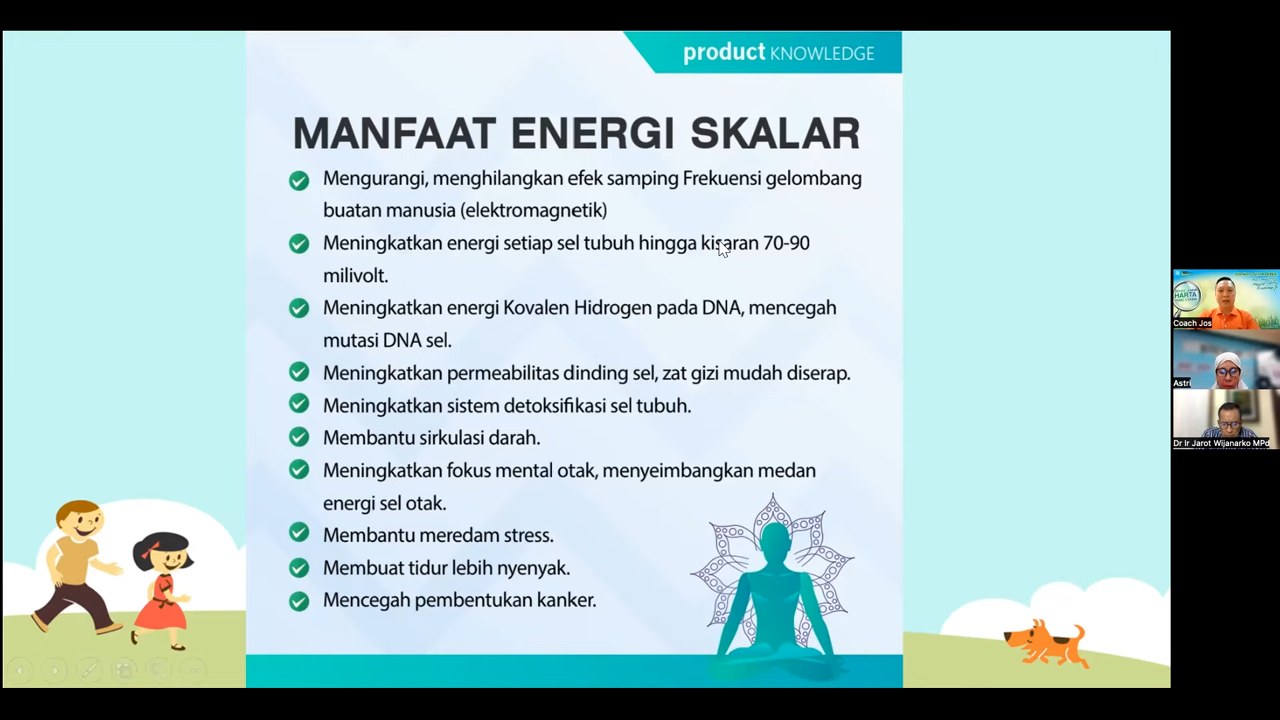 product KNOWLEDGE
MANFAAT ENERGI SKALAR
Mengurangi, menghilangkan efek samping Frekuensi gelombang
buatan manusia (elektromagnetik)
Meningkatkan energi setiap sel tubuh hingga kisaran 70-90
milivolt.
Meningkatkan energi Kovalen Hidrogen pada DNA, mencegah
mutasi DNA sel.
Meningkatkan permeabilitas dinding sel, zat gizi mudah diserap.
Meningkatkan sistem detoksifikasi sel tubuh.
Membantu sirkulasi darah.
Meningkatkan fokus mental otak, menyeimbangkan medan
energi sel otak.
Membantu meredam stress.
Membuat tidur lebih nyenyak.
Mencegah pembentukan kanker.
HARTA
Coach Jos
Astri
Dr Ir Jarot Wijanarko MPd